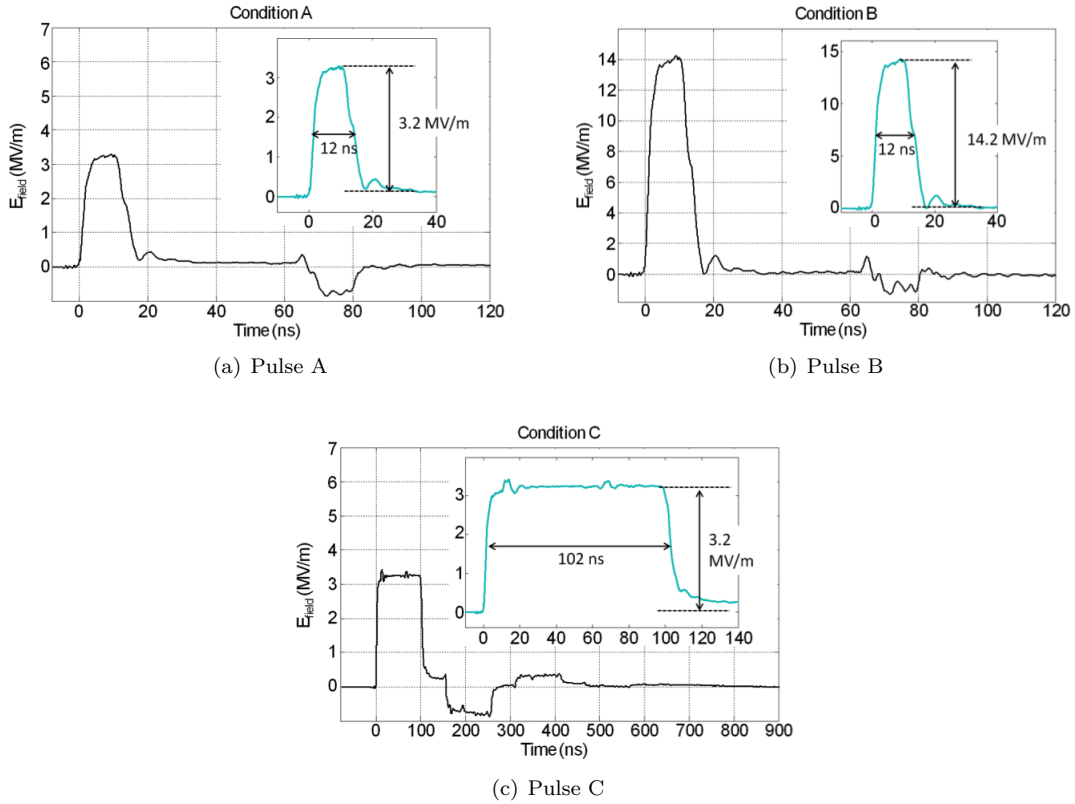 Condition A
7
6
5
4
3
2
1
0
E_field (MV/m)
0 20 40 60 80 100 120
Time (ns)
3
2
1
0
0 20 40
12 ns
3.2 MV/m
(a) Pulse A
Condition B
14
12
10
8
6
4
2
0
-2
E_field (MV/m)
0 20 40 60 80 100 120
Time (ns)
15
10
5
0
0 20 40
12 ns
14.2 MV/m
(b) Pulse B
Condition C
7
6
5
4
3
2
1
0
E_field (MV/m)
0 100 200 300 400 500 600 700 800 900
Time (ns)
3
2
1
0
0 20 40 60 80 100 120 140
102 ns
3.2
MV/m
(c) Pulse C